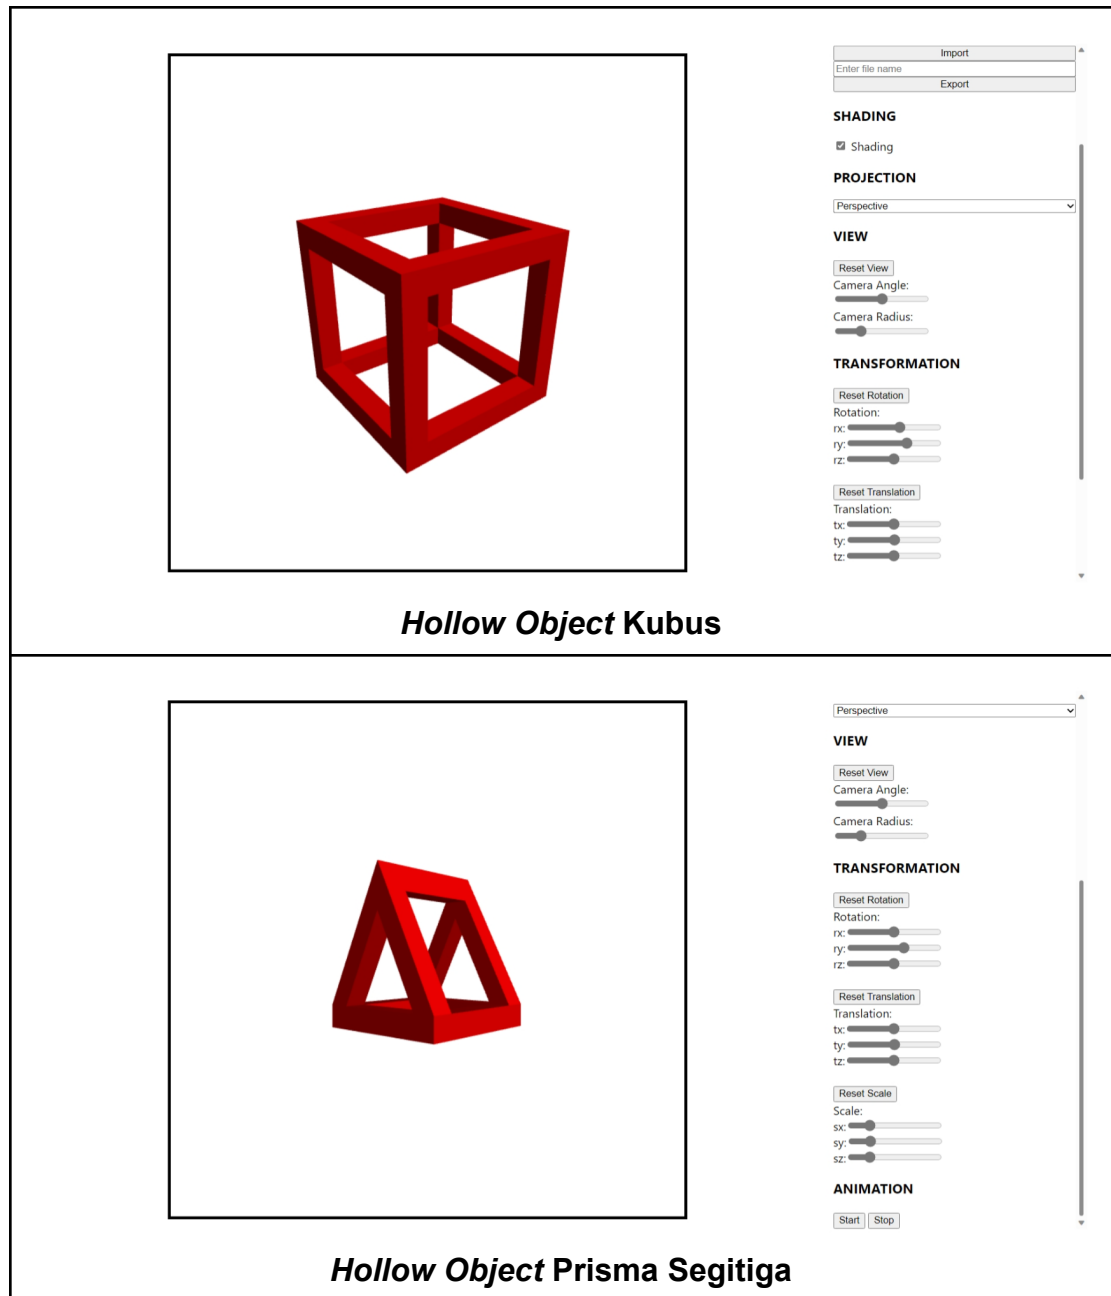 Import
Enter file name
Export
SHADING
Shading
PROJECTION
Perspective
VIEW
Reset View
Camera Angle:
Camera Radius:
TRANSFORMATION
Reset Rotation
Rotation:
rx:
ry:
rz:
Reset Translation
Translation:
tx:
ty:
tz:
Hollow Object Kubus
Perspective
VIEW
Reset View
Camera Angle:
Camera Radius:
TRANSFORMATION
Reset Rotation
Rotation:
rx:
ry:
rz:
Reset Translation
Translation:
tx:
ty:
tz:
Reset Scale
Scale:
sx:
sy:
sz:
ANIMATION
Start Stop
Hollow Object Prisma Segitiga